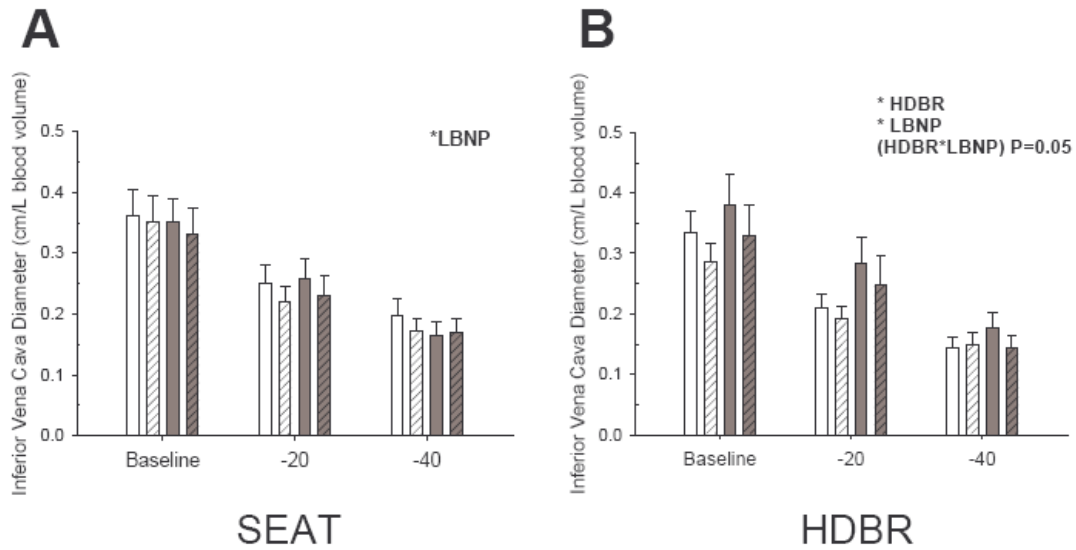 A
Inferior Vena Cava Diameter (cm/L blood volume)
0.5
0.4
0.3
0.2
0.1
0.0
*LBNP
Baseline
-20
-40
SEAT
B
Inferior Vena Cava Diameter (cm/L blood volume)
0.5
0.4
0.3
0.2
0.1
0.0
* HDBR
* LBNP
(HDBR*LBNP) P=0.05
Baseline
-20
-40
HDBR